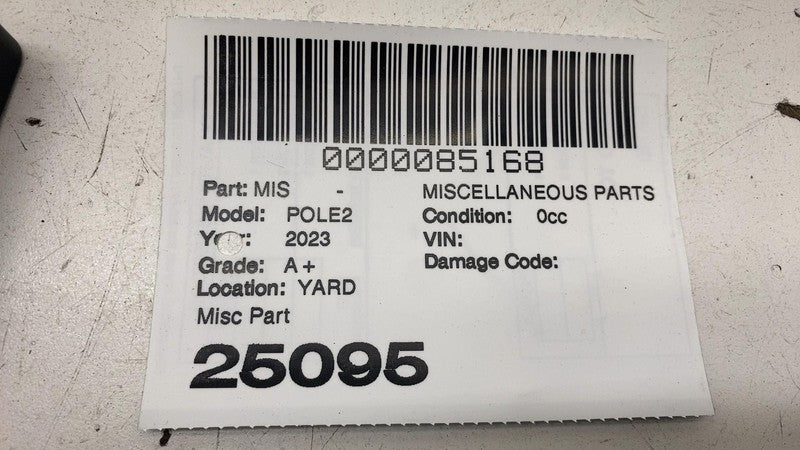 0000085168
Part: MIS - MISCELLANEOUS PARTS
Model: POLE2 Condition: 0cc
2023 VIN:
Grade: A+ Damage Code:
Location: YARD
Misc Part
25095